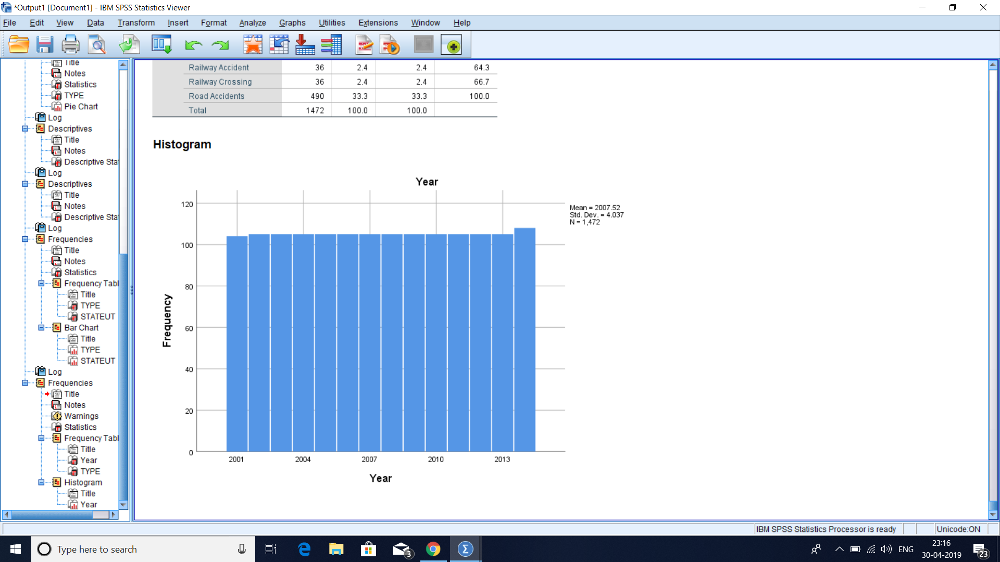 *Output1 [Document1] - IBM SPSS Statistics Viewer
File Edit View Data Transform Insert Format Analyze Graphs Utilities Extensions Window Help
Title
Notes
Statistics
TYPE
Pie Chart
Log
Descriptives
Title
Notes
Descriptive Sta
Log
Descriptives
Title
Notes
Descriptive Sta
Log
Frequencies
Title
Notes
Statistics
Frequency Tabl
Title
TYPE
STATEUT
Bar Chart
Title
TYPE
STATEUT
Log
Frequencies
Title
Notes
Warnings
Statistics
Frequency Tabl
Title
Year
TYPE
Histogram
Title
Year
Railway Accident 36 2.4 2.4 64.3
Railway Crossing 36 2.4 2.4 66.7
Road Accidents 490 33.3 33.3 100.0
Total 1472 100.0 100.0
Histogram
Year
Mean = 2007.52
Std. Dev. = 4.037
N = 1,472
120
100
80
60
40
20
0
Frequency
2001 2004 2007 2010 2013
Year
IBM SPSS Statistics Processor is ready Unicode:ON
Type here to search
3
ENG
23:16
30-04-2019
23